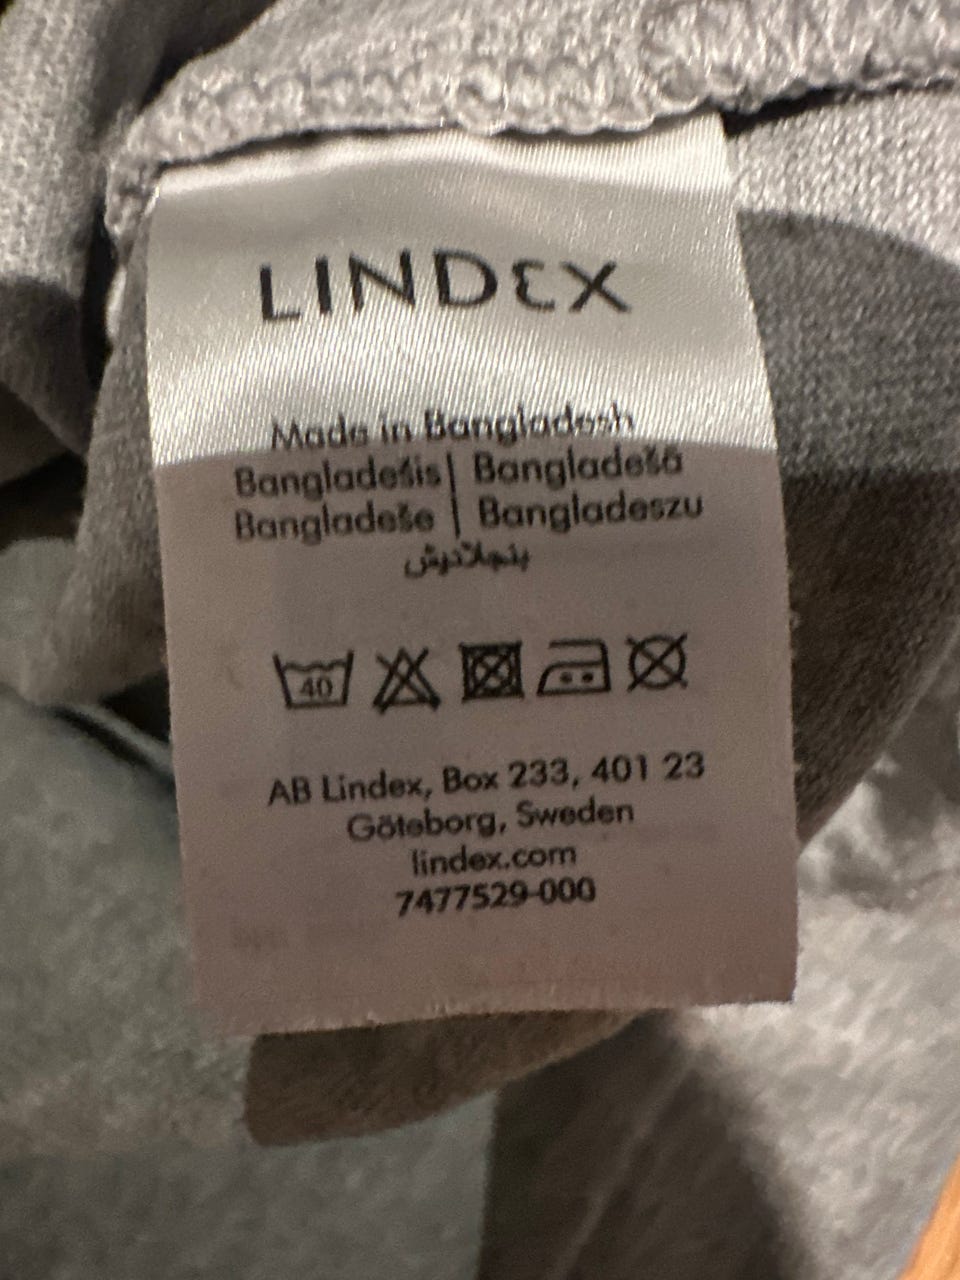 LINDEX
Made in Bangladesh
Bangladešis | Bangladešā
Bangladeše | Bangladeszu
بنجلاديش
40
AB Lindex, Box 233, 401 23
Göteborg, Sweden
lindex.com
7477529-000